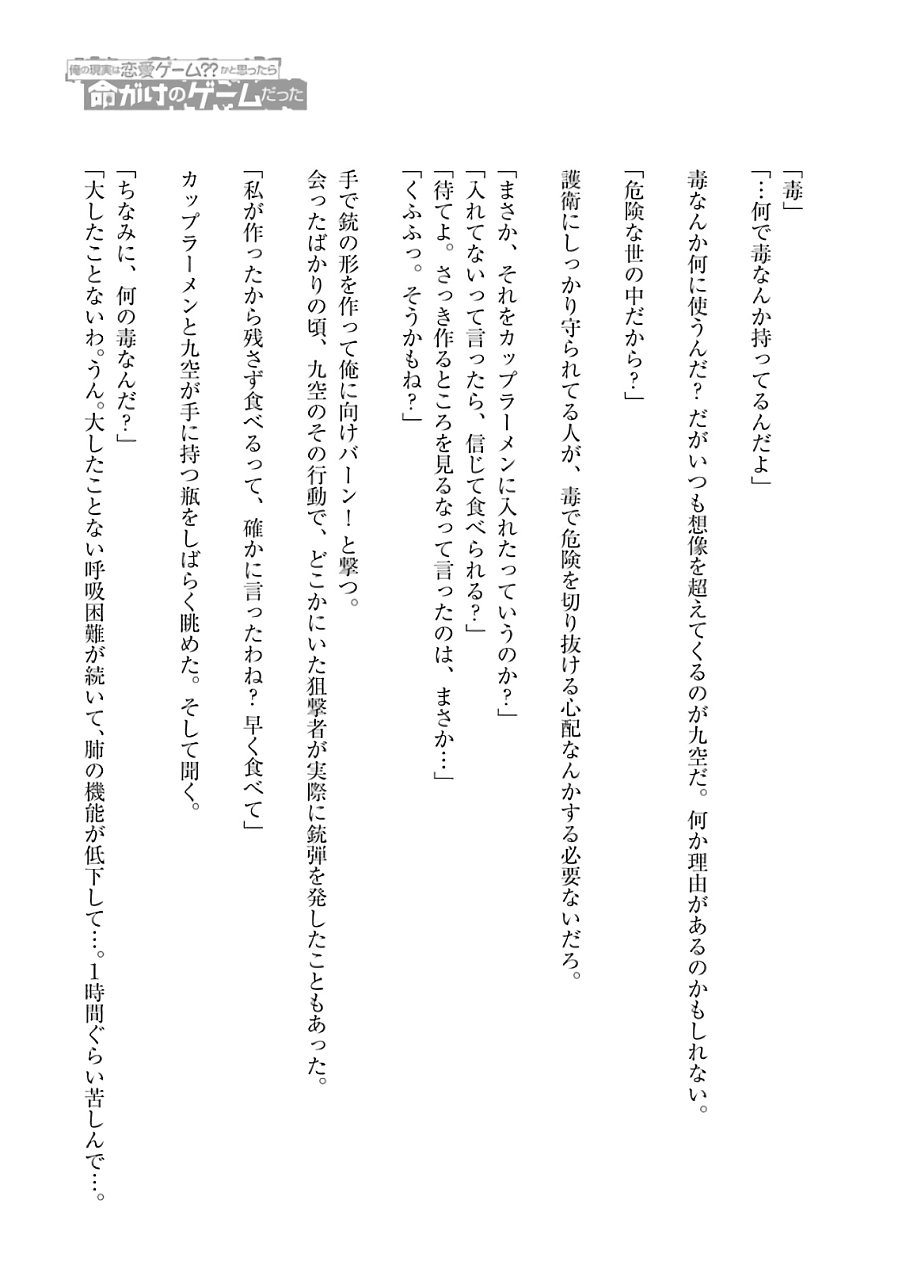 俺の現実は恋愛ゲーム??かと思ったら
命がけのゲームだった
「毒」
「…何で毒なんか持ってるんだよ」
毒なんか何に使うんだ? だがいつも想像を超えてくるのが九空だ。何か理由があるのかもしれない。
「危険な世の中だから?」
護衛にしっかり守られてる人が、毒で危険を切り抜ける心配なんかする必要ないだろ。
「まさか、それをカップラーメンに入れたっていうのか?」
「入れてないって言ったら、信じて食べられる?」
「待てよ。さっき作るところを見るなって言ったのは、まさか…」
「くふふっ。そうかもね?」
手で銃の形を作って俺に向けバーン!と撃つ。
会ったばかりの頃、九空のその行動で、どこかにいた狙撃者が実際に銃弾を発したこともあった。
「私が作ったから残さず食べるって、確かに言ったわね? 早く食べて」
カップラーメンと九空が手に持つ瓶をしばらく眺めた。そして聞く。
「ちなみに、何の毒なんだ?」
「大したことないわ。うん。大したことない呼吸困難が続いて、肺の機能が低下して…。1時間ぐらい苦しんで…。